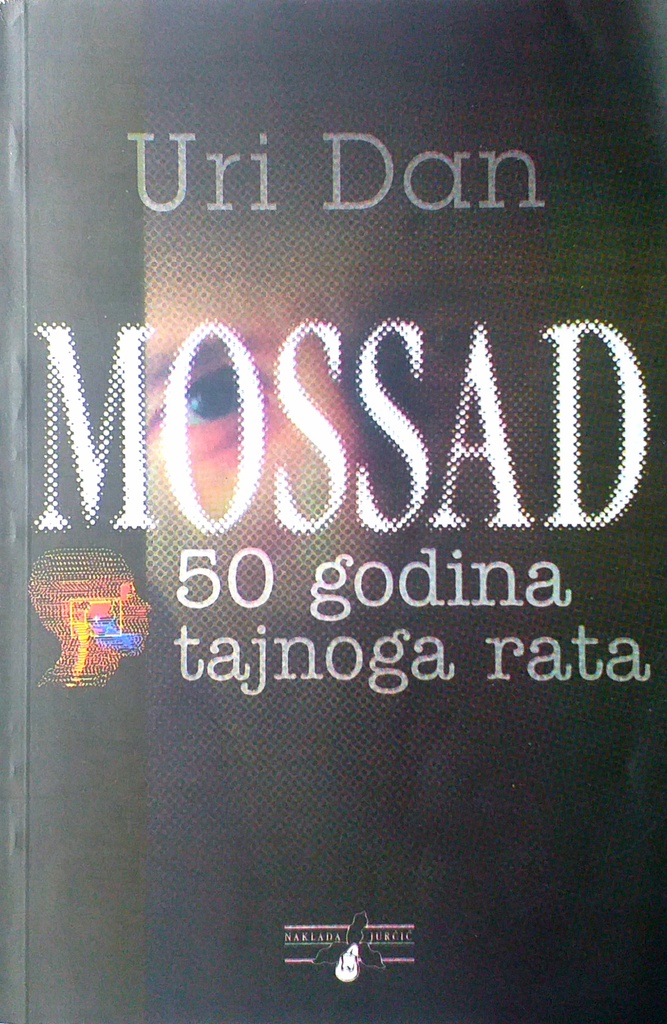 Uri Dan
MOSSAD
50 godina
tajnoga rata
NAKLADA JURČIĆ